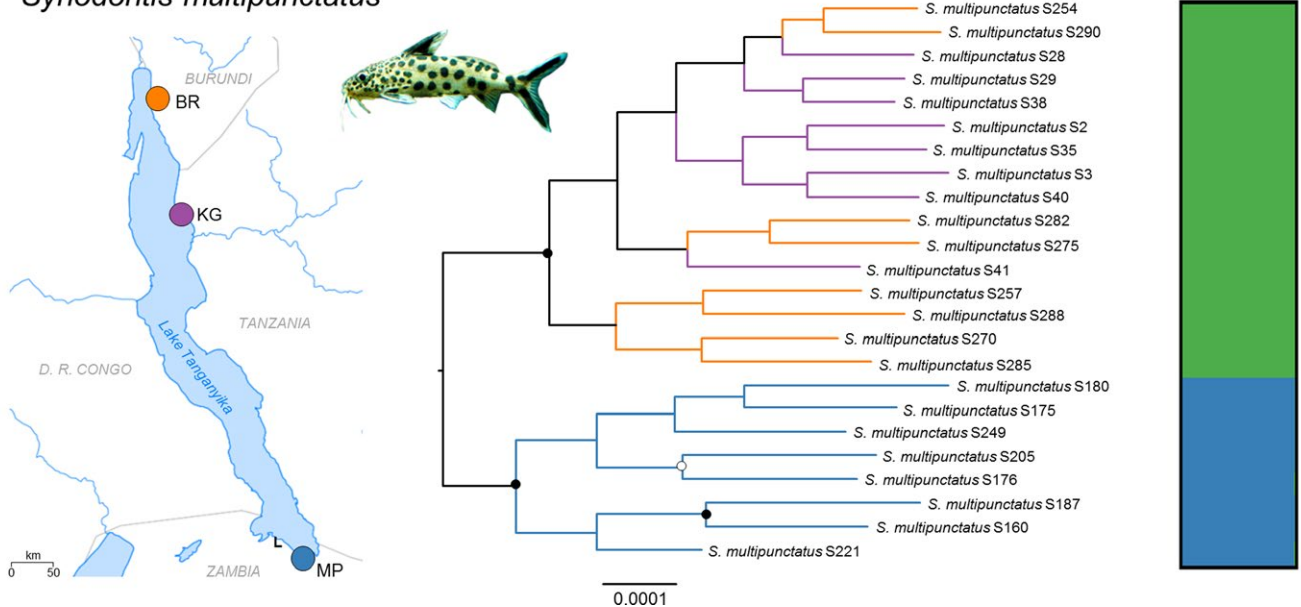 Synodontis multipunctatus
BURUNDI
BR
KG
TANZANIA
Lake Tanganyika
D. R. CONGO
L
MP
ZAMBIA
km
0 50
S. multipunctatus S254
S. multipunctatus S290
S. multipunctatus S28
S. multipunctatus S29
S. multipunctatus S38
S. multipunctatus S2
S. multipunctatus S35
S. multipunctatus S3
S. multipunctatus S40
S. multipunctatus S282
S. multipunctatus S275
S. multipunctatus S41
S. multipunctatus S257
S. multipunctatus S288
S. multipunctatus S270
S. multipunctatus S285
S. multipunctatus S180
S. multipunctatus S175
S. multipunctatus S249
S. multipunctatus S205
S. multipunctatus S176
S. multipunctatus S187
S. multipunctatus S160
S. multipunctatus S221
0.0001